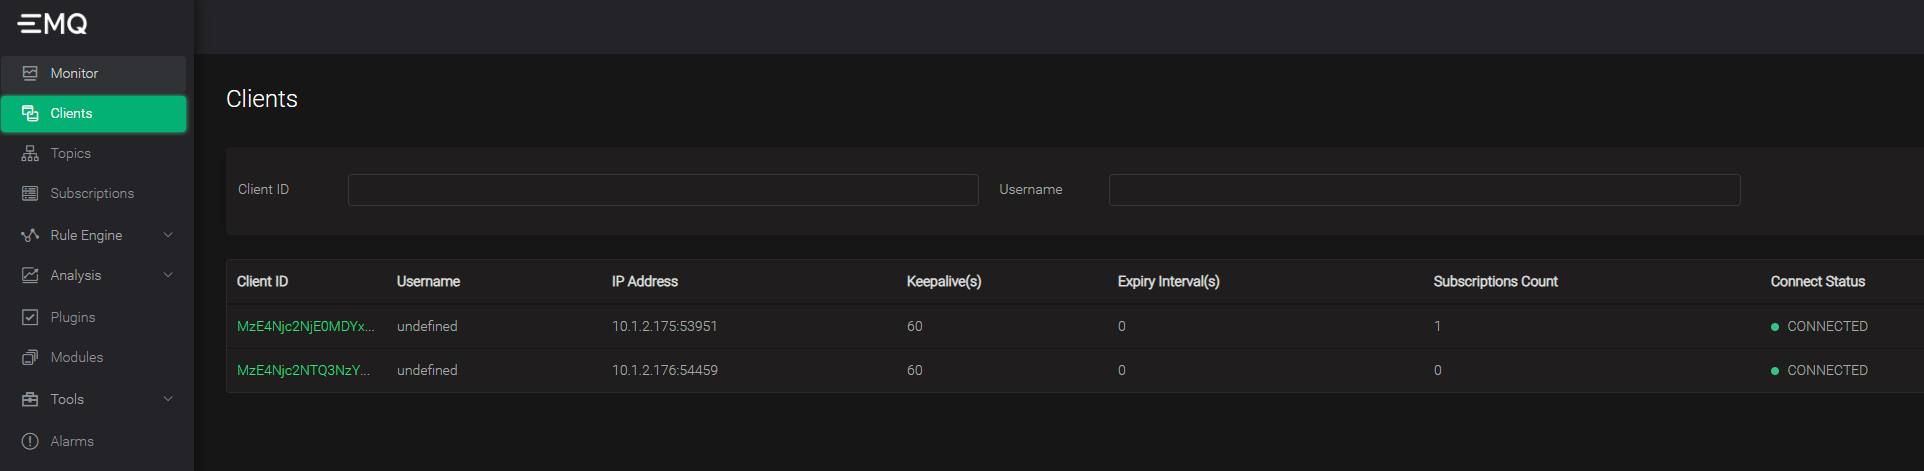 EMQ
Monitor
Clients
Topics
Subscriptions
Rule Engine
Analysis
Plugins
Modules
Tools
Alarms
Clients
Client ID Username
Client ID Username IP Address Keepalive(s) Expiry Interval(s) Subscriptions Count Connect Status
MzE4Njc2NjE0MDYx... undefined 10.1.2.175:53951 60 0 1 CONNECTED
MzE4Njc2NTQ3NzY... undefined 10.1.2.176:54459 60 0 0 CONNECTED